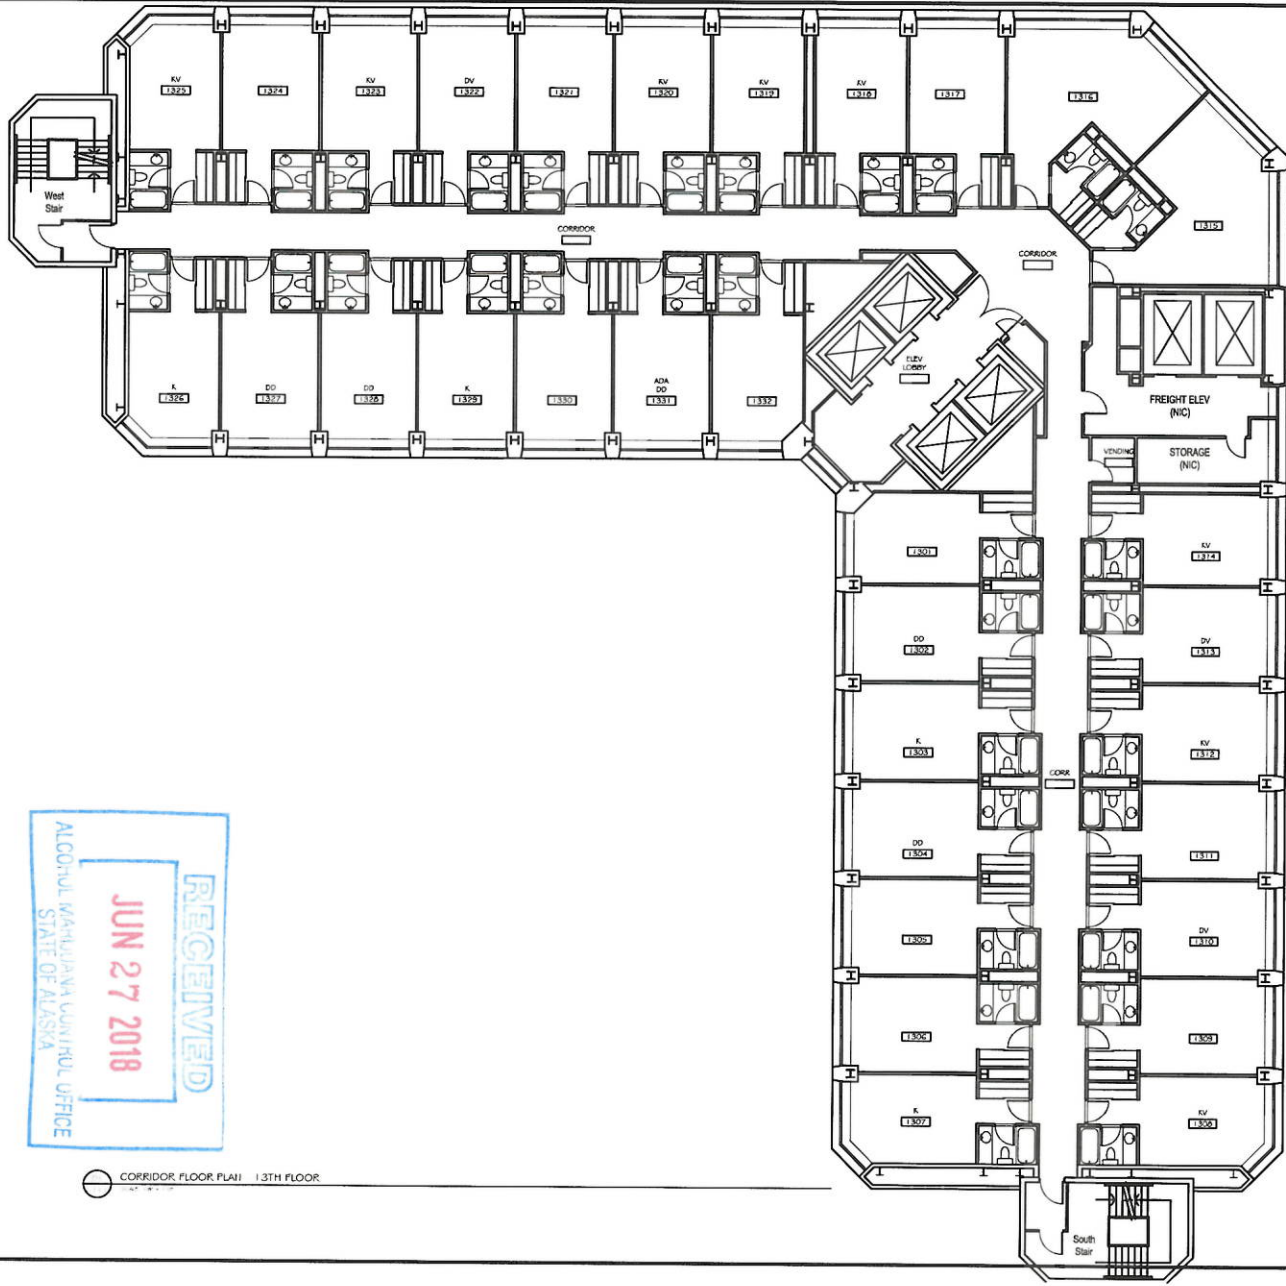 KV
1325
1324
KV
1323
DV
1322
1321
KV
1320
KV
1319
KV
1318
1317
1316
1315
West
Stair
CORRIDOR
CORRIDOR
ELEV
LOBBY
FREIGHT ELEV
(NIC)
VENDING
STORAGE
(NIC)
K
1326
DD
1327
DD
1328
K
1329
1330
ADA
DD
1331
1332
1301
KV
1314
DD
1302
DV
1313
K
1303
KV
1312
CORR
DD
1304
1311
1305
DV
1310
1306
1309
K
1307
KV
1308
RECEIVED
JUN 27 2018
ALCOHOL MARIJUANA CONTROL OFFICE
STATE OF ALASKA
CORRIDOR FLOOR PLAN 13TH FLOOR
South
Stair